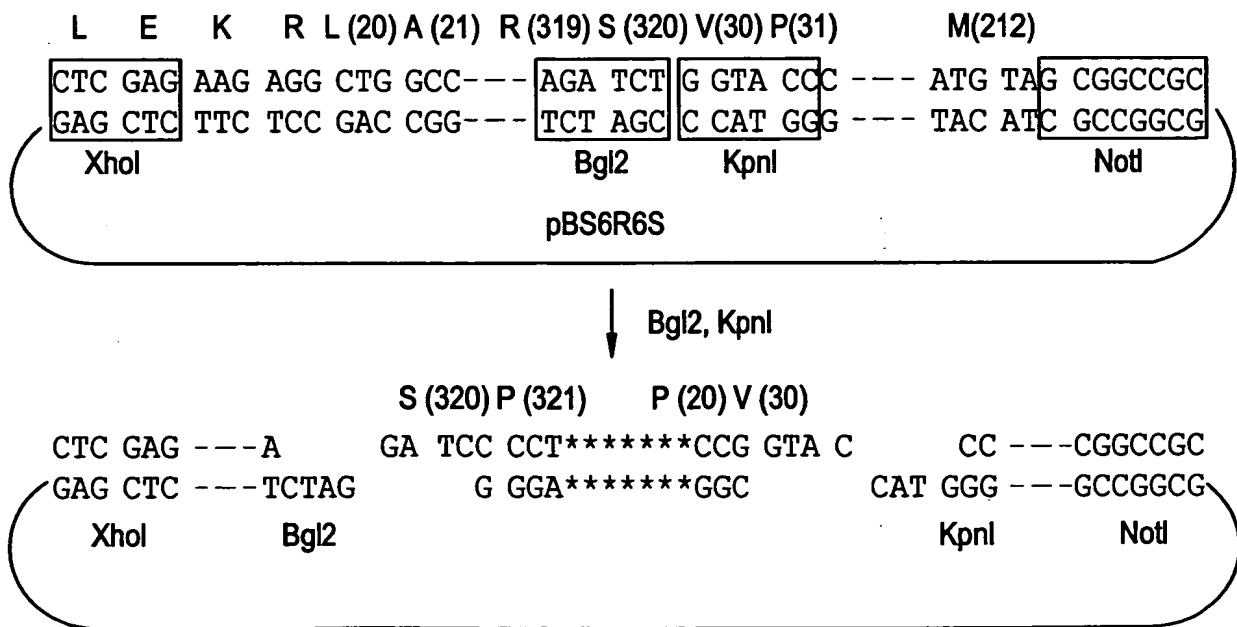 L E K R L (20) A (21) R (319) S (320) V(30) P(31) M(212)
CTC GAG AAG AGG CTG GCC---- AGA TCT G GTA CCC ---- ATG TAG CGGCCGC
GAG CTC TTC TCC GAC CGG---- TCT AGC C CAT GGG ---- TACATC GCCGGCG
XhoI Bgl2 KpnI NotI
pBS6R6S
Bgl2, KpnI
S (320) P (321) P (20) V (30)
CTC GAG ---A GA TCC CCT*******CCG GTA C CC ---CGGCCGC
GAG CTC ----TCTAG G GGA*******GGC CAT GGG ---GCCGGCG
XhoI Bgl2 KpnI NotI